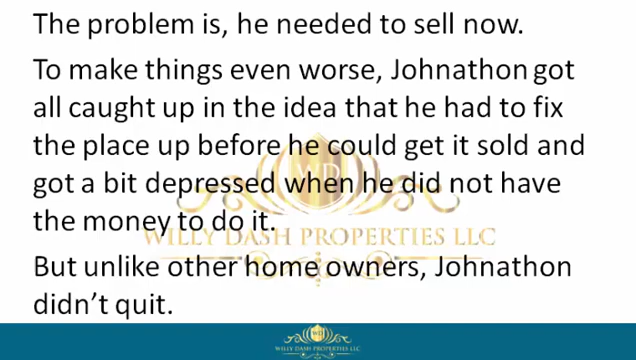 The problem is, he needed to sell now.
To make things even worse, Johnathon got
all caught up in the idea that he had to fix
the place up before he could get it sold and
got a bit depressed when he did not have
the money to do it.
WILLY DASH PROPERTIES LLC
But unlike other home owners, Johnathon
didn't quit.
WILLY DASH PROPERTIES LLC